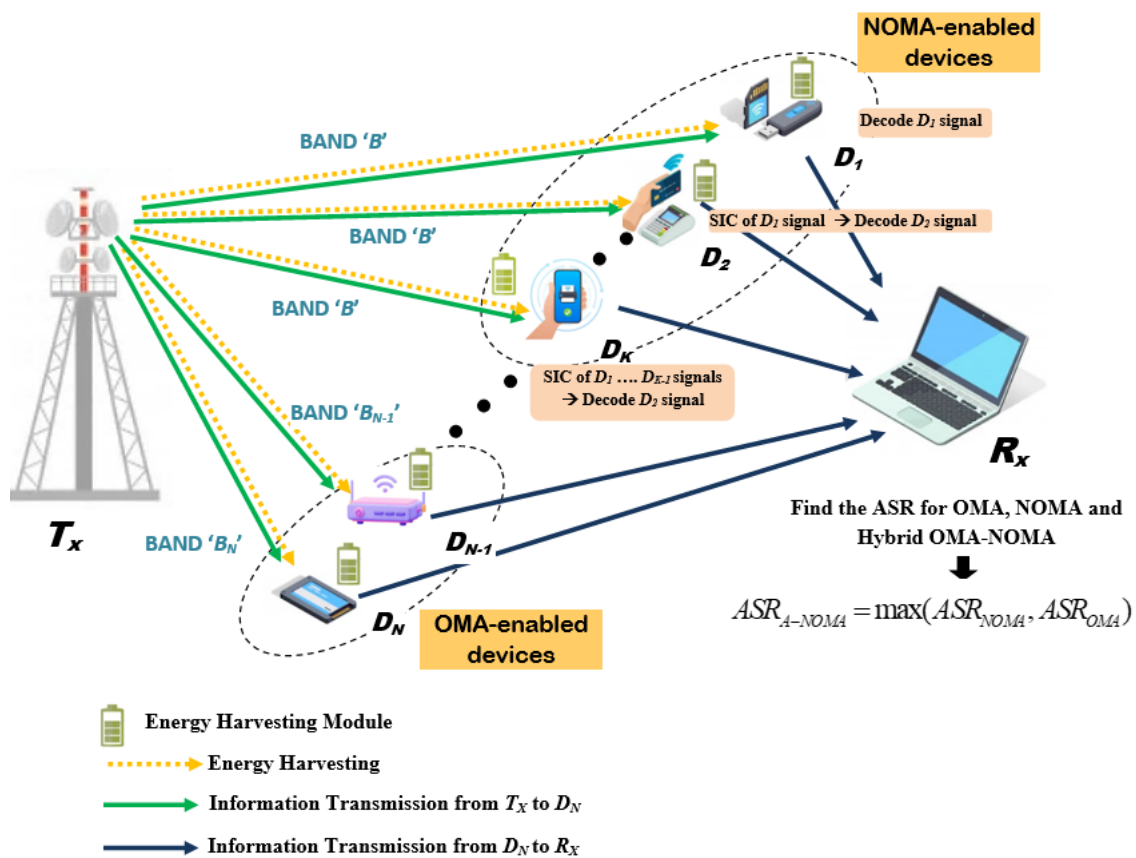 NOMA-enabled
devices
Decode D1 signal
BAND 'B'
D1
SIC of D1 signal → Decode D2 signal
BAND 'B'
D2
BAND 'B'
DK
SIC of D1 .... DK-1 signals
→ Decode D2 signal
BAND 'BN-1'
Rx
Tx
Find the ASR for OMA, NOMA and
Hybrid OMA-NOMA
BAND 'BN'
DN-1
ASRA-NOMA = max(ASRNOMA, ASROMA)
DN
OMA-enabled
devices
Energy Harvesting Module
Energy Harvesting
Information Transmission from TX to DN
Information Transmission from DN to RX